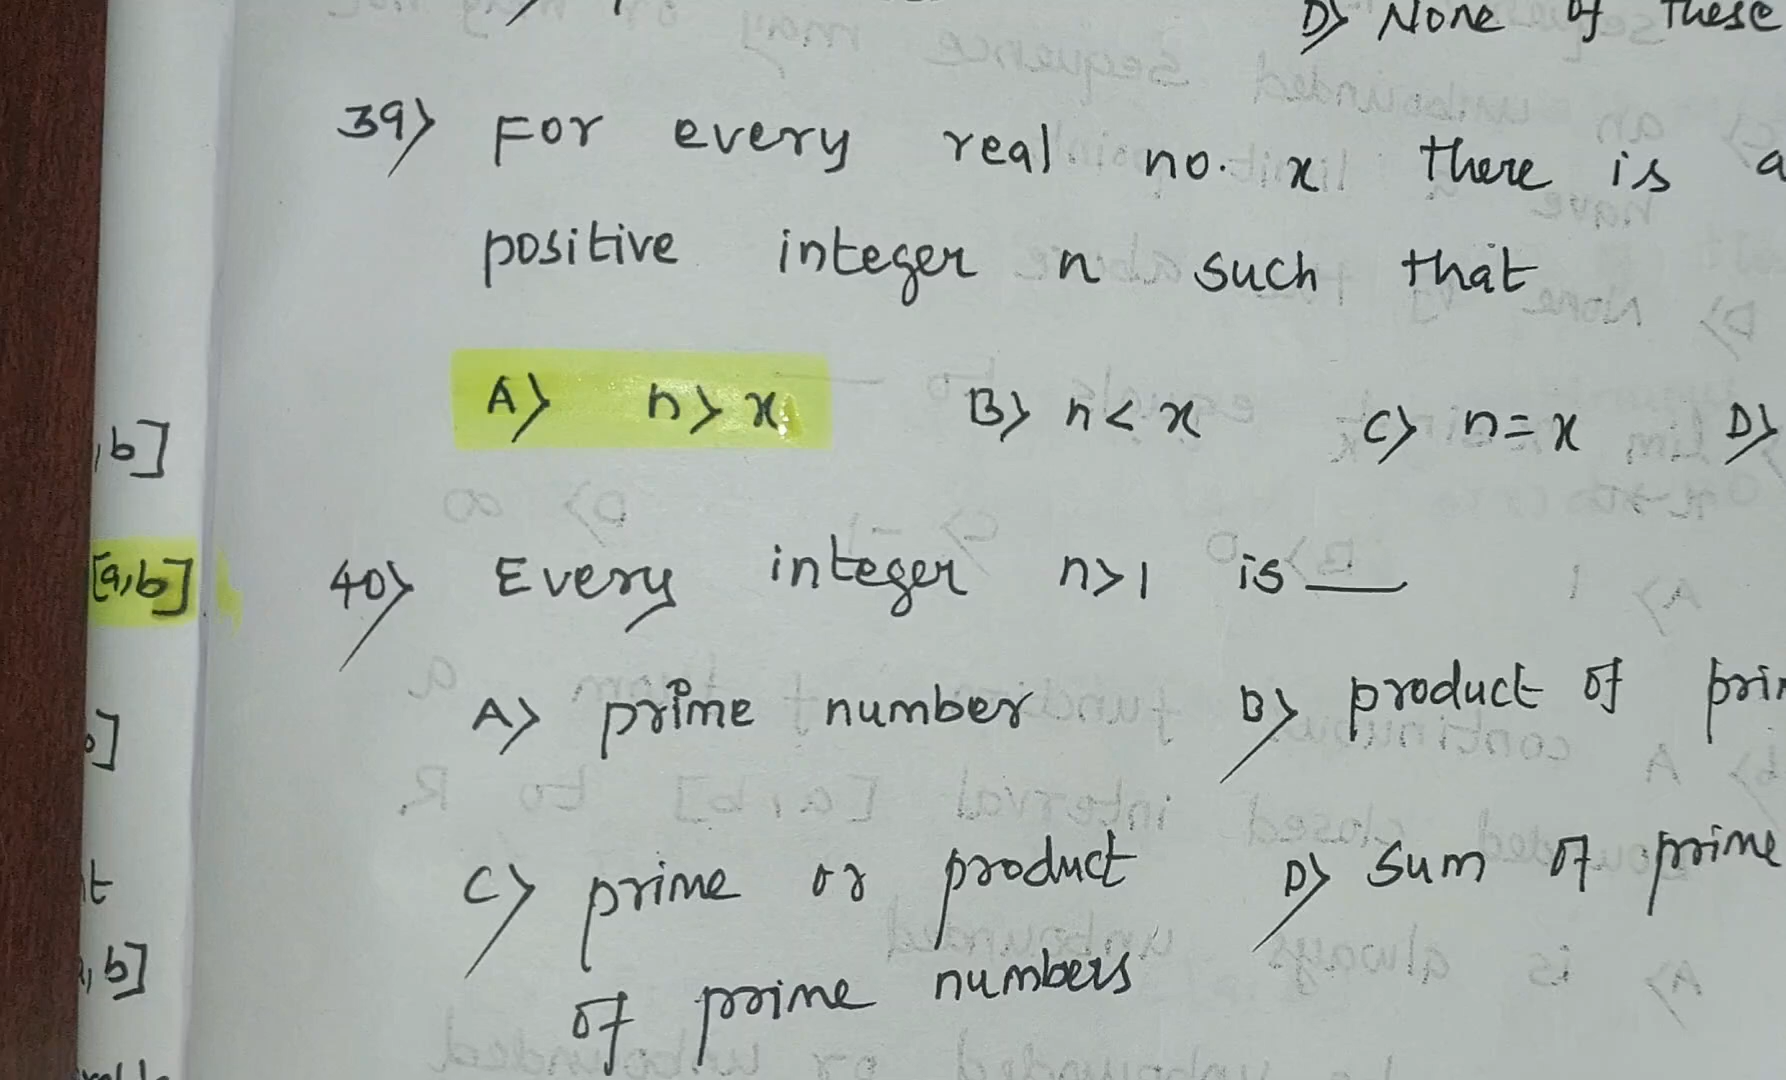 D) None of these
39) For every real no. x there is a
positive integer n such that
A) n > x B) n < x C) n = x D)
,b]
[a,b]
40) Every integer n>1 is __
A) prime number B) product of
b]
C) prime or product D) sum of prime
t
,b]
of prime numbers